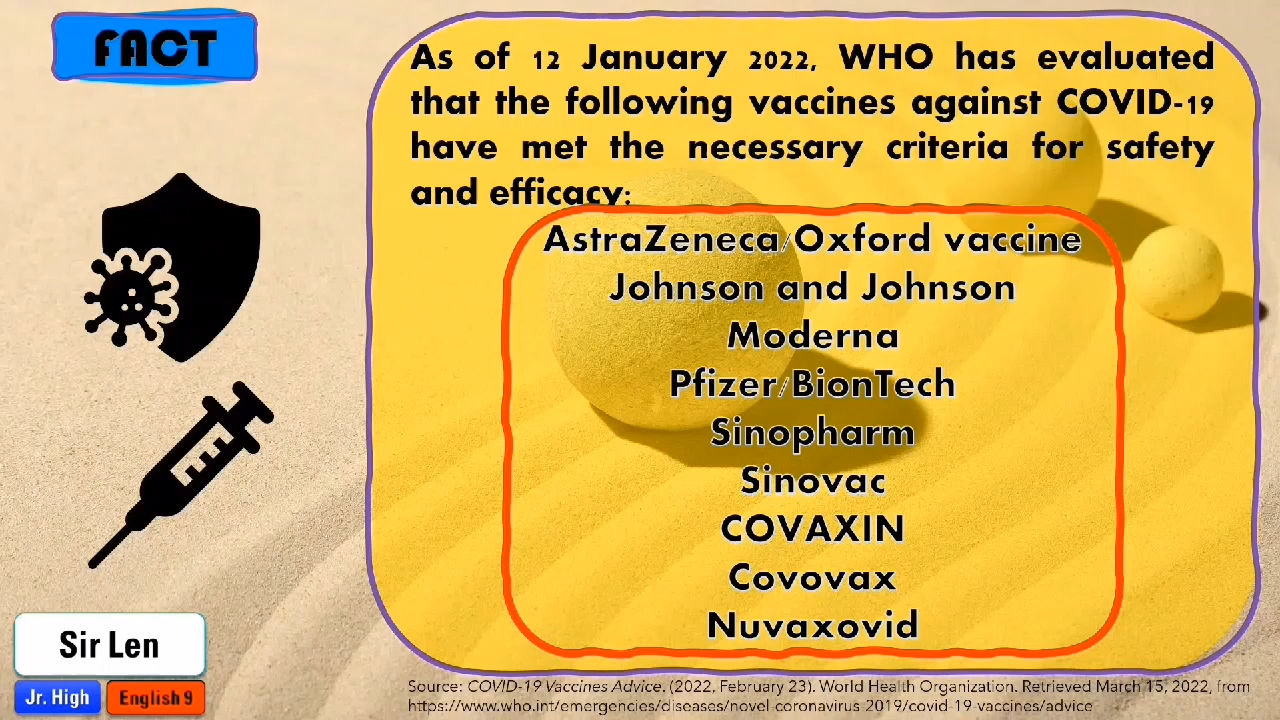 FACT
As of 12 January 2022, WHO has evaluated
that the following vaccines against COVID-19
have met the necessary criteria for safety
and efficacy:
AstraZeneca/Oxford vaccine
Johnson and Johnson
Moderna
Pfizer/BionTech
Sinopharm
Sinovac
COVAXIN
Covovax
Nuvaxovid
Sir Len
Jr. High English 9
Source: COVID-19 Vaccines Advice. (2022, February 23). World Health Organization. Retrieved March 15, 2022, from
https://www.who.int/emergencies/diseases/novel-coronavirus-2019/covid-19-vaccines/advice